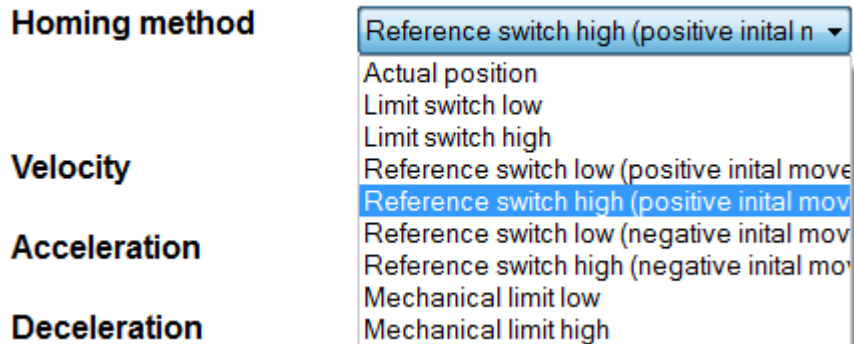 Homing method
Reference switch high (positive inital n
Actual position
Limit switch low
Limit switch high
Velocity
Reference switch low (positive inital move
Reference switch high (positive inital mov
Acceleration
Reference switch low (negative inital mov
Reference switch high (negative inital mov
Mechanical limit low
Deceleration
Mechanical limit high